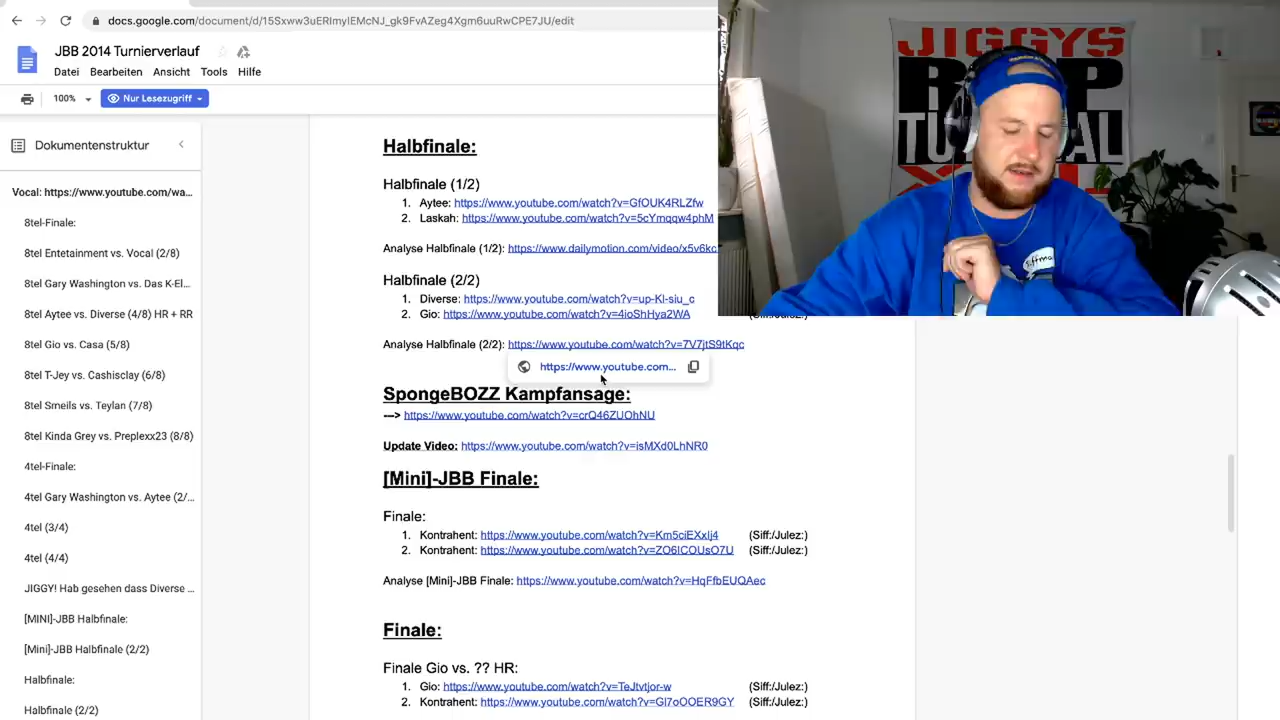 docs.google.com/document/d/15Sxww3uERImyIEMcNJ_gk9FvAZeg4Xgm6uuRwCPE7JU/edit
JBB 2014 Turnierverlauf
Datei Bearbeiten Ansicht Tools Hilfe
100% Nur Lesezugriff
Dokumentenstruktur
Vocal: https://www.youtube.com/wa...
8tel-Finale:
8tel Entetainment vs. Vocal (2/8)
8tel Gary Washington vs. Das K-El...
8tel Aytee vs. Diverse (4/8) HR + RR
8tel Gio vs. Casa (5/8)
8tel T-Jey vs. Cashisclay (6/8)
8tel Smeils vs. Teylan (7/8)
8tel Kinda Grey vs. Preplexx23 (8/8)
4tel-Finale:
4tel Gary Washington vs. Aytee (2/...
4tel (3/4)
4tel (4/4)
JIGGY! Hab gesehen dass Diverse ...
[MINI]-JBB Halbfinale:
[Mini]-JBB Halbfinale (2/2)
Halbfinale:
Halbfinale (2/2)
Halbfinale:
Halbfinale (1/2)
1. Aytee: https://www.youtube.com/watch?v=GfOUK4RLZfw
2. Laskah: https://www.youtube.com/watch?v=5cYmqqw4phM
Analyse Halbfinale (1/2): https://www.dailymotion.com/video/x5v6kc
Halbfinale (2/2)
1. Diverse: https://www.youtube.com/watch?v=up-Kl-siu_c
2. Gio: https://www.youtube.com/watch?v=4ioShHya2WA (Siff:/Julez:)
Analyse Halbfinale (2/2): https://www.youtube.com/watch?v=7V7jtS9tKqc
https://www.youtube.com...
SpongeBOZZ Kampfansage:
---> https://www.youtube.com/watch?v=crQ46ZUOhNU
Update Video: https://www.youtube.com/watch?v=isMXd0LhNR0
[Mini]-JBB Finale:
Finale:
1. Kontrahent: https://www.youtube.com/watch?v=Km5ciEXxIj4 (Siff:/Julez:)
2. Kontrahent: https://www.youtube.com/watch?v=ZO6ICOUsO7U (Siff:/Julez:)
Analyse [Mini]-JBB Finale: https://www.youtube.com/watch?v=HqFfbEUQAec
Finale:
Finale Gio vs. ?? HR:
1. Gio: https://www.youtube.com/watch?v=TeJtvtjor-w (Siff:/Julez:)
2. Kontrahent: https://www.youtube.com/watch?v=Gl7oOOER9GY (Siff:/Julez:)
JIGGYS